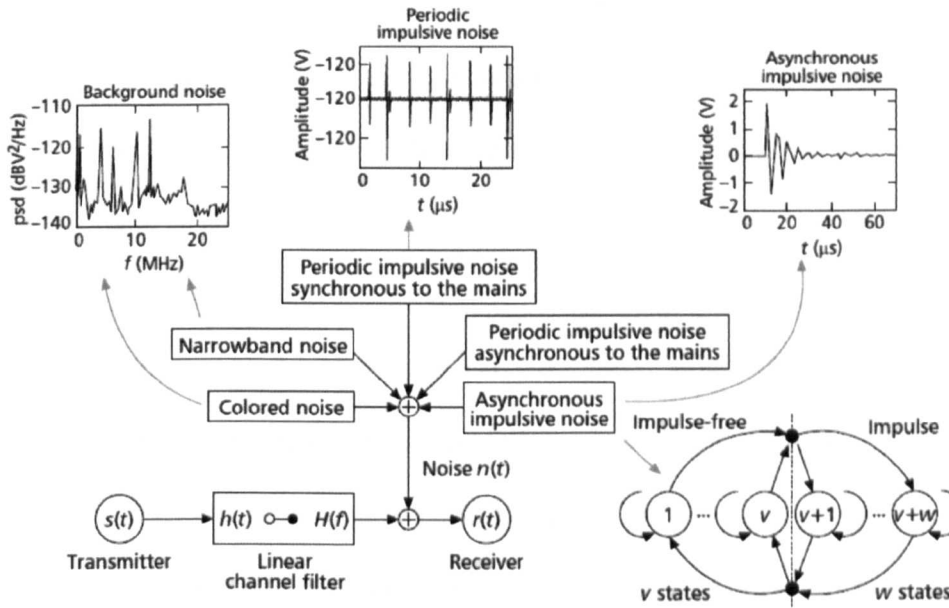 Periodic
impulsive noise
Amplitude (V)
−120
−120
−120
0
10
20
t (μs)
Background noise
psd (dBV²/Hz)
−110
−120
−130
−140
0
20
f (MHz)
Asynchronous
impulsive noise
Amplitude (V)
2
1
0
−1
−2
0
20
40
60
t (μs)
Periodic impulsive noise
synchronous to the mains
Narrowband noise
Periodic impulsive noise
asynchronous to the mains
Colored noise
+
Asynchronous
impulsive noise
Noise n(t)
s(t)
h(t) H(f)
+
r(t)
Transmitter
Linear
channel filter
Receiver
Impulse-free
Impulse
1
...
v
v+1
...
v+w
v states
w states